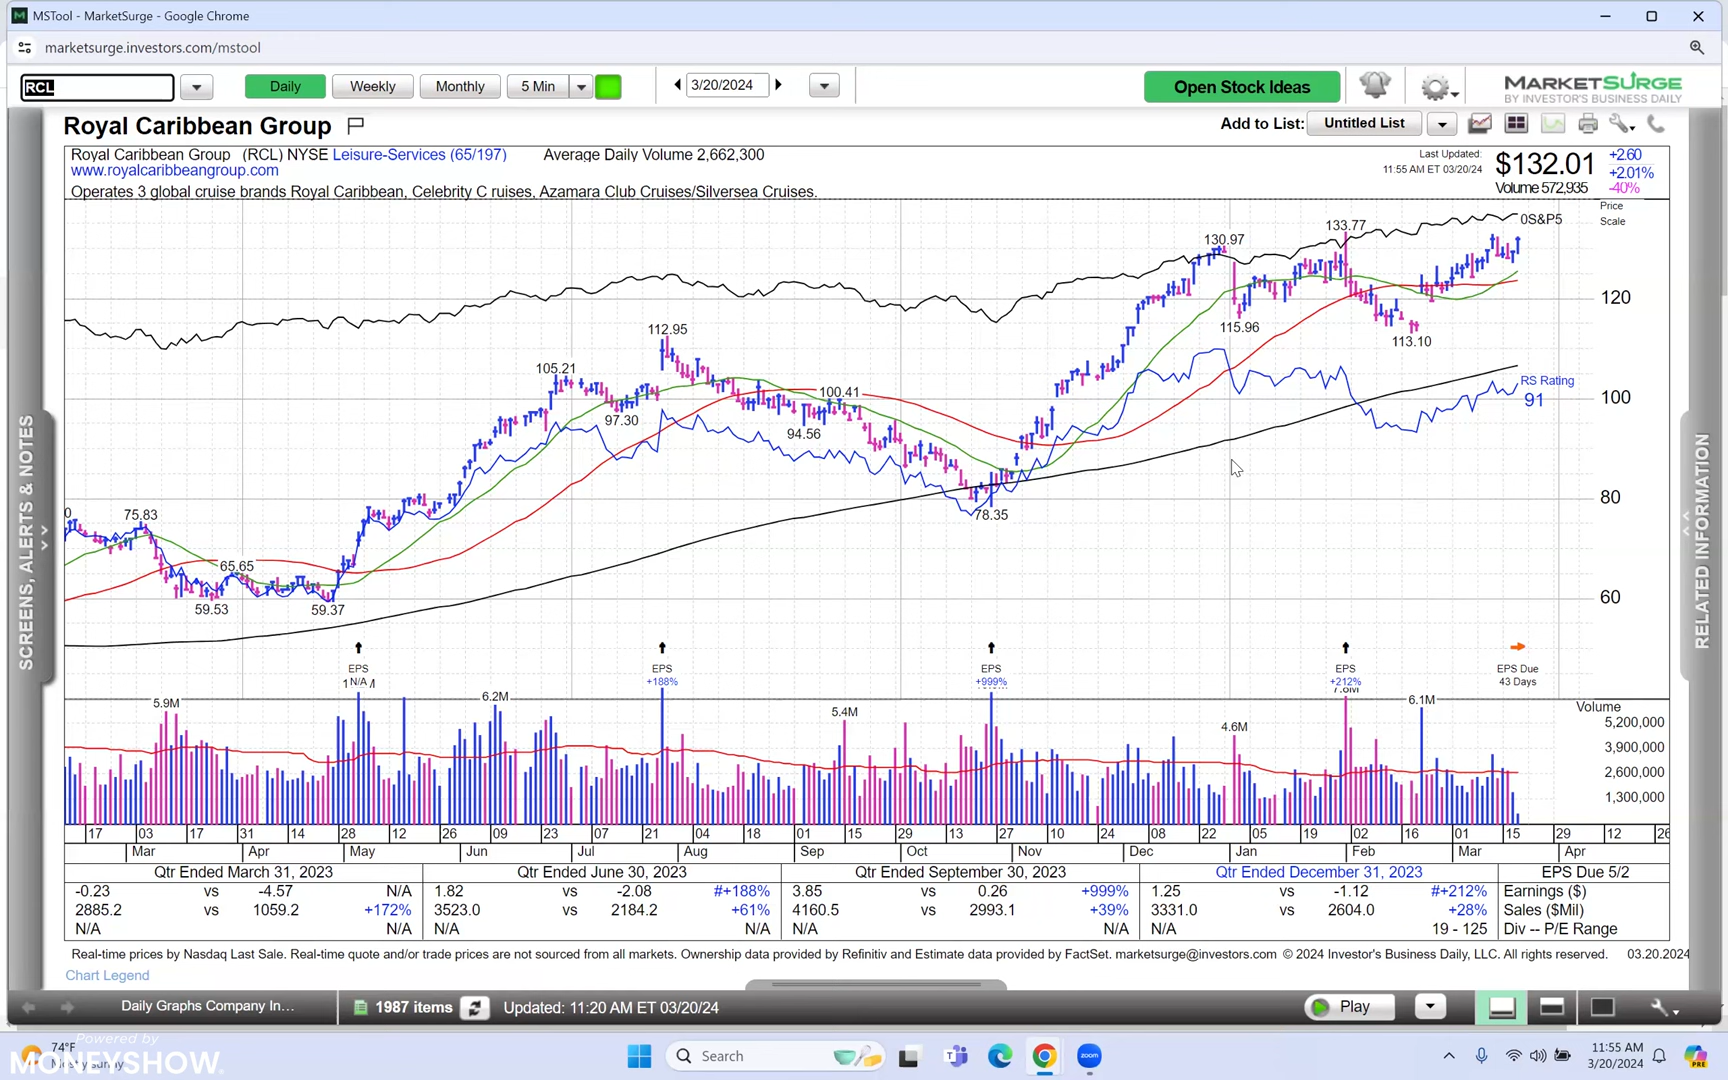 MSTool - MarketSurge - Google Chrome
marketsurge.investors.com/mstool
RCL Daily Weekly Monthly 5 Min 3/20/2024 Open Stock Ideas MARKETSURGE
BY INVESTOR'S BUSINESS DAILY
Royal Caribbean Group Add to List: Untitled List
Royal Caribbean Group (RCL) NYSE Leisure-Services (65/197) Average Daily Volume 2,662,300
www.royalcaribbeangroup.com
Operates 3 global cruise brands Royal Caribbean, Celebrity C ruises, Azamara Club Cruises/Silversea Cruises.
Last Updated:
11:55 AM ET 03/20/24
$132.01 +2.60
+2.01%
Volume 572,935 -40%
Price
Scale
0S&P5
133.77
130.97
120
112.95
115.96
113.10
105.21
100.41
RS Rating
91
100
97.30
94.56
80
78.35
75.83
65.65
60
59.53
59.37
EPS EPS EPS EPS EPS Due
N/A +188% +999% +212% 43 Days
5.9M 6.2M 5.4M 4.6M 6.1M
Volume
5,200,000
3,900,000
2,600,000
1,300,000
17 03 17 31 14 28 12 26 09 23 07 21 04 18 01 15 29 13 27 10 24 08 22 05 19 02 16 01 15 29 12 26
Mar Apr May Jun Jul Aug Sep Oct Nov Dec Jan Feb Mar Apr
Qtr Ended March 31, 2023 Qtr Ended June 30, 2023 Qtr Ended September 30, 2023 Qtr Ended December 31, 2023 EPS Due 5/2
-0.23 vs -4.57 N/A 1.82 vs -2.08 #+188% 3.85 vs 0.26 +999% 1.25 vs -1.12 #+212% Earnings ($)
2885.2 vs 1059.2 +172% 3523.0 vs 2184.2 +61% 4160.5 vs 2993.1 +39% 3331.0 vs 2604.0 +28% Sales ($Mil)
N/A N/A N/A N/A N/A N/A N/A 19 - 125 Div -- P/E Range
Real-time prices by Nasdaq Last Sale. Real-time quote and/or trade prices are not sourced from all markets. Ownership data provided by Refinitiv and Estimate data provided by FactSet. marketsurge@investors.com © 2024 Investor's Business Daily, LLC. All rights reserved. 03.20.2024
Chart Legend
SCREENS, ALERTS & NOTES
RELATED INFORMATION
Daily Graphs Company In... 1987 items Updated: 11:20 AM ET 03/20/24 Play
Powered by
MONEYSHOW.
74°F
Search
zoom
PRE
11:55 AM
3/20/2024